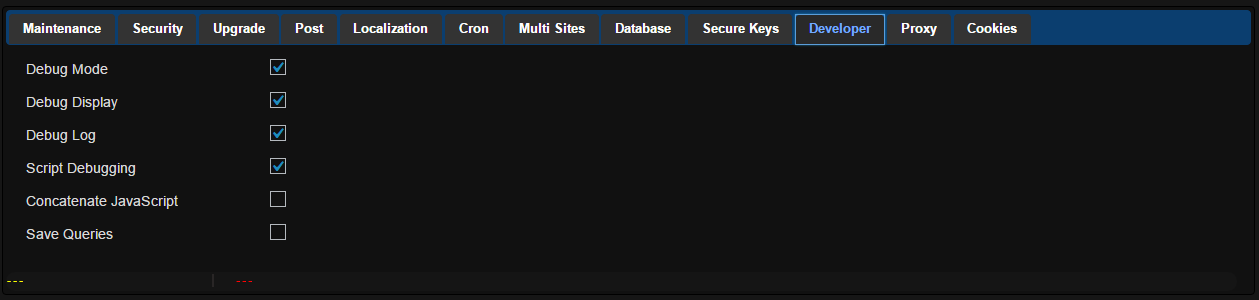 Maintenance Security Upgrade Post Localization Cron Multi Sites Database Secure Keys Developer Proxy Cookies
Debug Mode
Debug Display
Debug Log
Script Debugging
Concatenate JavaScript
Save Queries
--- | ---